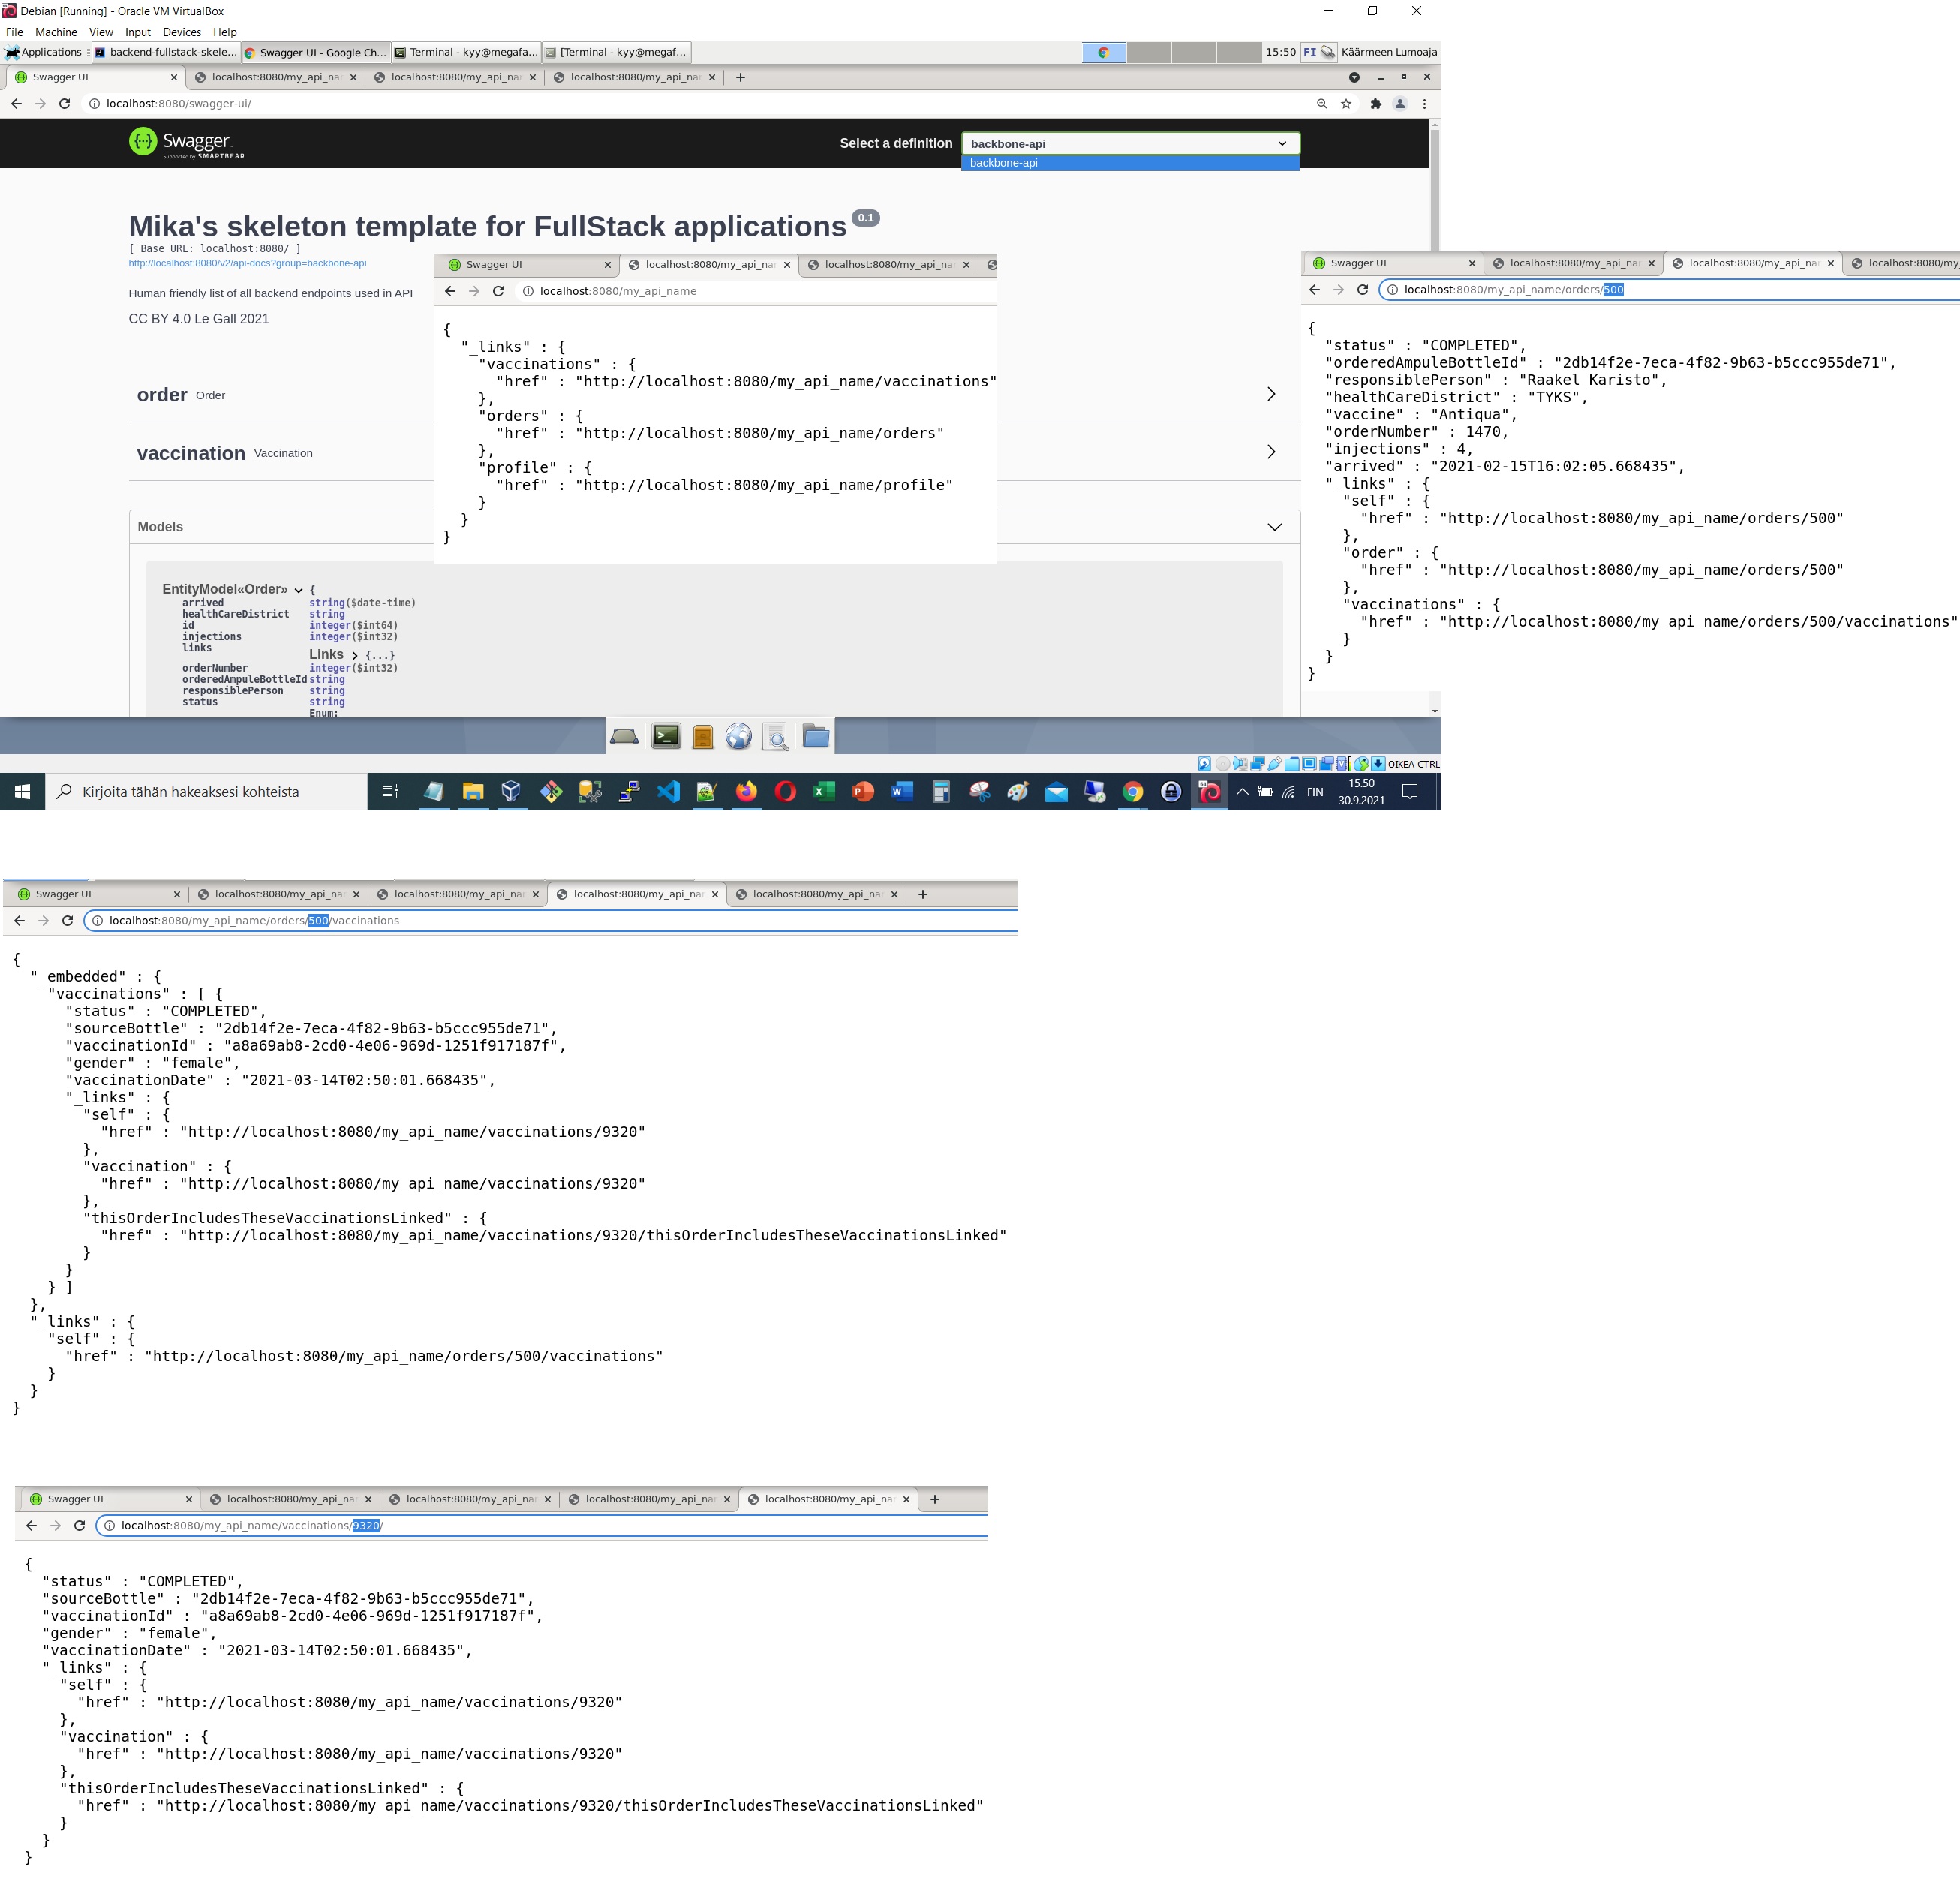 Debian [Running] - Oracle VM VirtualBox
File Machine View Input Devices Help
Applications backend-fullstack-skele... Swagger UI - Google Ch... Terminal - kyy@megafa... [Terminal - kyy@megaf... 15:50 FI Käärmeen Lumoaja
Swagger UI localhost:8080/my_api_na localhost:8080/my_api_na localhost:8080/my_api_na
localhost:8080/swagger-ui/
Swagger.
Supported by SMARTBEAR
Select a definition backbone-api
backbone-api
Mika's skeleton template for FullStack applications 0.1
[ Base URL: localhost:8080/ ]
http://localhost:8080/v2/api-docs?group=backbone-api
Human friendly list of all backend endpoints used in API
CC BY 4.0 Le Gall 2021
order Order
vaccination Vaccination
Models
EntityModel«Order» {
arrived string($date-time)
healthCareDistrict string
id integer($int64)
injections integer($int32)
links
Links {...}
orderNumber integer($int32)
orderedAmpuleBottleId string
responsiblePerson string
status string
Enum:
Swagger UI localhost:8080/my_api_na localhost:8080/my_api_na
localhost:8080/my_api_name
{
"_links" : {
"vaccinations" : {
"href" : "http://localhost:8080/my_api_name/vaccinations"
},
"orders" : {
"href" : "http://localhost:8080/my_api_name/orders"
},
"profile" : {
"href" : "http://localhost:8080/my_api_name/profile"
}
}
}
Swagger UI localhost:8080/my_api_na localhost:8080/my_api_na localhost:8080/my
localhost:8080/my_api_name/orders/500
{
"status" : "COMPLETED",
"orderedAmpuleBottleId" : "2db14f2e-7eca-4f82-9b63-b5ccc955de71",
"responsiblePerson" : "Raakel Karisto",
"healthCareDistrict" : "TYKS",
"vaccine" : "Antiqua",
"orderNumber" : 1470,
"injections" : 4,
"arrived" : "2021-02-15T16:02:05.668435",
"_links" : {
"self" : {
"href" : "http://localhost:8080/my_api_name/orders/500"
},
"order" : {
"href" : "http://localhost:8080/my_api_name/orders/500"
},
"vaccinations" : {
"href" : "http://localhost:8080/my_api_name/orders/500/vaccinations"
}
}
}
OIKEA CTRL
Kirjoita tähän hakeaksesi kohteista
FIN
15.50
30.9.2021
Swagger UI localhost:8080/my_api_na localhost:8080/my_api_na localhost:8080/my_api_na localhost:8080/my_api_na
localhost:8080/my_api_name/orders/500/vaccinations
{
"_embedded" : {
"vaccinations" : [ {
"status" : "COMPLETED",
"sourceBottle" : "2db14f2e-7eca-4f82-9b63-b5ccc955de71",
"vaccinationId" : "a8a69ab8-2cd0-4e06-969d-1251f917187f",
"gender" : "female",
"vaccinationDate" : "2021-03-14T02:50:01.668435",
"_links" : {
"self" : {
"href" : "http://localhost:8080/my_api_name/vaccinations/9320"
},
"vaccination" : {
"href" : "http://localhost:8080/my_api_name/vaccinations/9320"
},
"thisOrderIncludesTheseVaccinationsLinked" : {
"href" : "http://localhost:8080/my_api_name/vaccinations/9320/thisOrderIncludesTheseVaccinationsLinked"
}
}
} ]
},
"_links" : {
"self" : {
"href" : "http://localhost:8080/my_api_name/orders/500/vaccinations"
}
}
}
Swagger UI localhost:8080/my_api_na localhost:8080/my_api_na localhost:8080/my_api_na localhost:8080/my_api_na
localhost:8080/my_api_name/vaccinations/9320/
{
"status" : "COMPLETED",
"sourceBottle" : "2db14f2e-7eca-4f82-9b63-b5ccc955de71",
"vaccinationId" : "a8a69ab8-2cd0-4e06-969d-1251f917187f",
"gender" : "female",
"vaccinationDate" : "2021-03-14T02:50:01.668435",
"_links" : {
"self" : {
"href" : "http://localhost:8080/my_api_name/vaccinations/9320"
},
"vaccination" : {
"href" : "http://localhost:8080/my_api_name/vaccinations/9320"
},
"thisOrderIncludesTheseVaccinationsLinked" : {
"href" : "http://localhost:8080/my_api_name/vaccinations/9320/thisOrderIncludesTheseVaccinationsLinked"
}
}
}